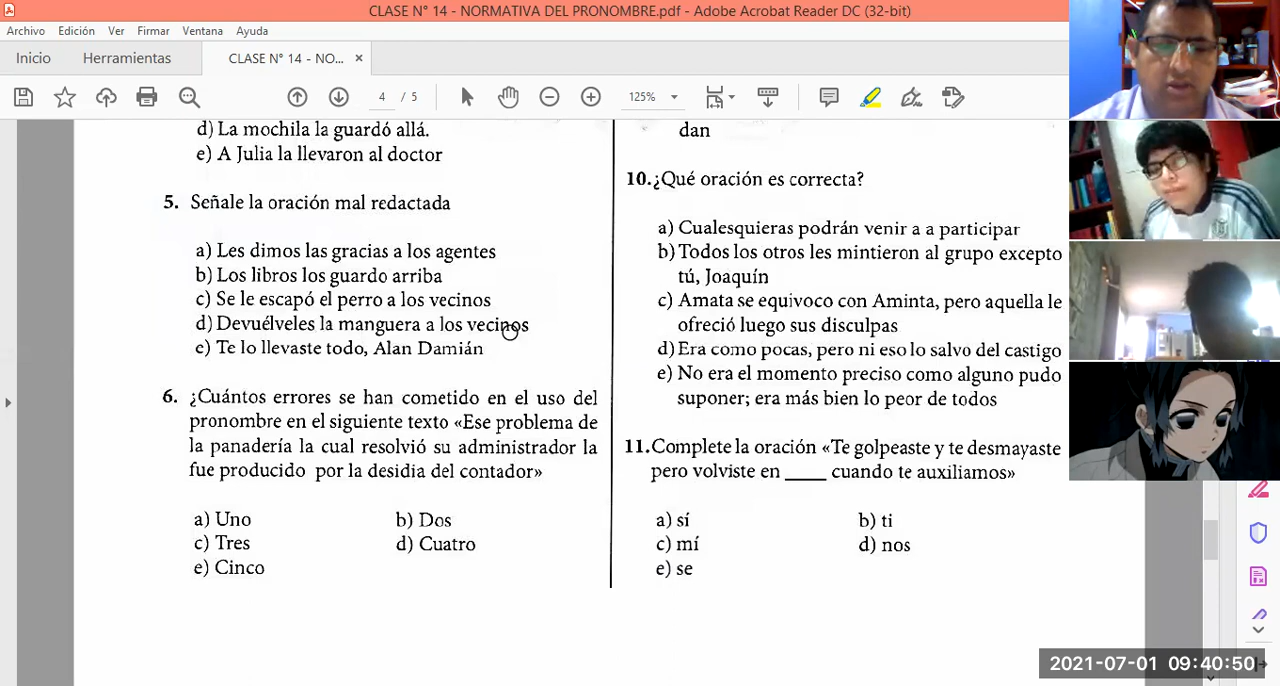 CLASE N° 14 - NORMATIVA DEL PRONOMBRE.pdf - Adobe Acrobat Reader DC (32-bit)
Archivo Edición Ver Firmar Ventana Ayuda
Inicio Herramientas CLASE N° 14 - NO... ×
4 / 5 125%
d) La mochila la guardó allá.
e) A Julia la llevaron al doctor
5. Señale la oración mal redactada
a) Les dimos las gracias a los agentes
b) Los libros los guardo arriba
c) Se le escapó el perro a los vecinos
d) Devuélveles la manguera a los vecinos
e) Te lo llevaste todo, Alan Damián
6. ¿Cuántos errores se han cometido en el uso del
pronombre en el siguiente texto «Ese problema de
la panadería la cual resolvió su administrador la
fue producido por la desidia del contador»
a) Uno b) Dos
c) Tres d) Cuatro
e) Cinco
dan
10. ¿Qué oración es correcta?
a) Cualesquieras podrán venir a a participar
b) Todos los otros les mintieron al grupo excepto
tú, Joaquín
c) Amata se equivoco con Aminta, pero aquella le
ofreció luego sus disculpas
d) Era como pocas, pero ni eso lo salvo del castigo
e) No era el momento preciso como alguno pudo
suponer; era más bien lo peor de todos
11. Complete la oración «Te golpeaste y te desmayaste
pero volviste en ____ cuando te auxiliamos»
a) sí b) ti
c) mí d) nos
e) se
2021-07-01 09:40:50